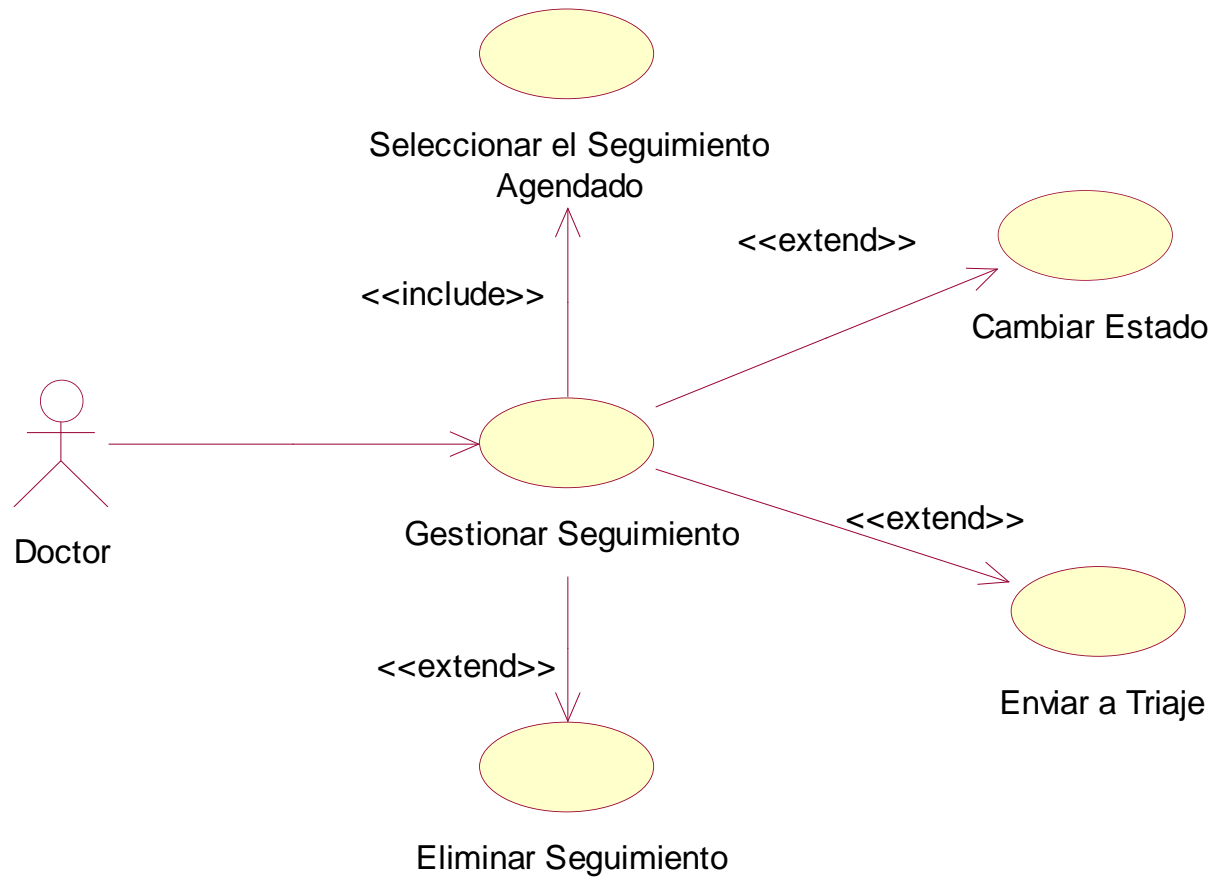 Seleccionar el Seguimiento
Agendado
<<extend>>
<<include>>
Cambiar Estado
Gestionar Seguimiento
<<extend>>
Doctor
<<extend>>
Enviar a Triaje
Eliminar Seguimiento